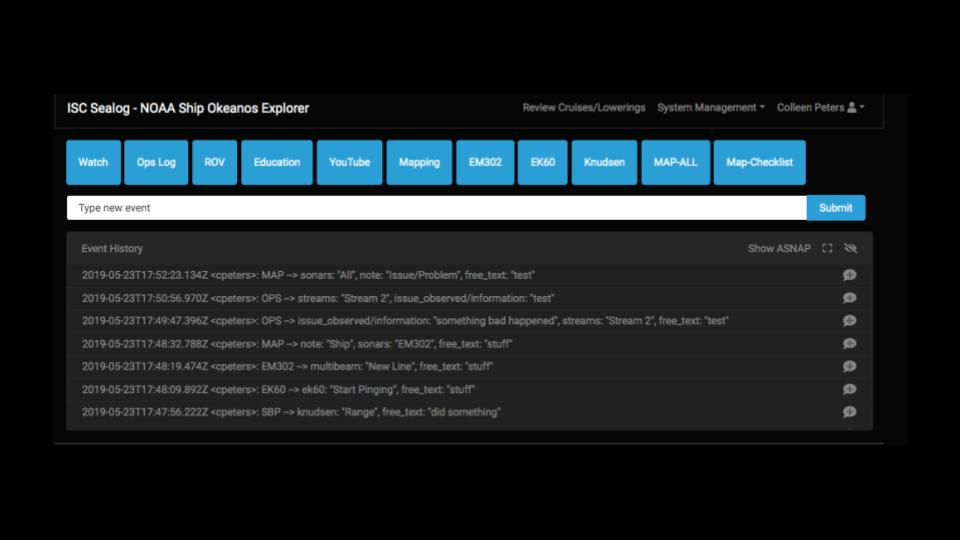 ISC Sealog - NOAA Ship Okeanos Explorer
Review Cruises/Lowerings System Management Colleen Peters
Watch Ops Log ROV Education YouTube Mapping EM302 EK60 Knudsen MAP-ALL Map-Checklist
Type new event Submit
Event History Show ASNAP
2019-05-23T17:52:23.134Z <cpeters>: MAP --> sonars: "All", note: "Issue/Problem", free_text: "test"
2019-05-23T17:50:56.970Z <cpeters>: OPS --> streams: "Stream 2", issue_observed/information: "test"
2019-05-23T17:49:47.396Z <cpeters>: OPS --> issue_observed/information: "something bad happened", streams: "Stream 2", free_text: "test"
2019-05-23T17:48:32.788Z <cpeters>: MAP --> note: "Ship", sonars: "EM302", free_text: "stuff"
2019-05-23T17:48:19.474Z <cpeters>: EM302 --> multibeam: "New Line", free_text: "stuff"
2019-05-23T17:48:09.892Z <cpeters>: EK60 --> ek60: "Start Pinging", free_text: "stuff"
2019-05-23T17:47:56.222Z <cpeters>: SBP --> knudsen: "Range", free_text: "did something"